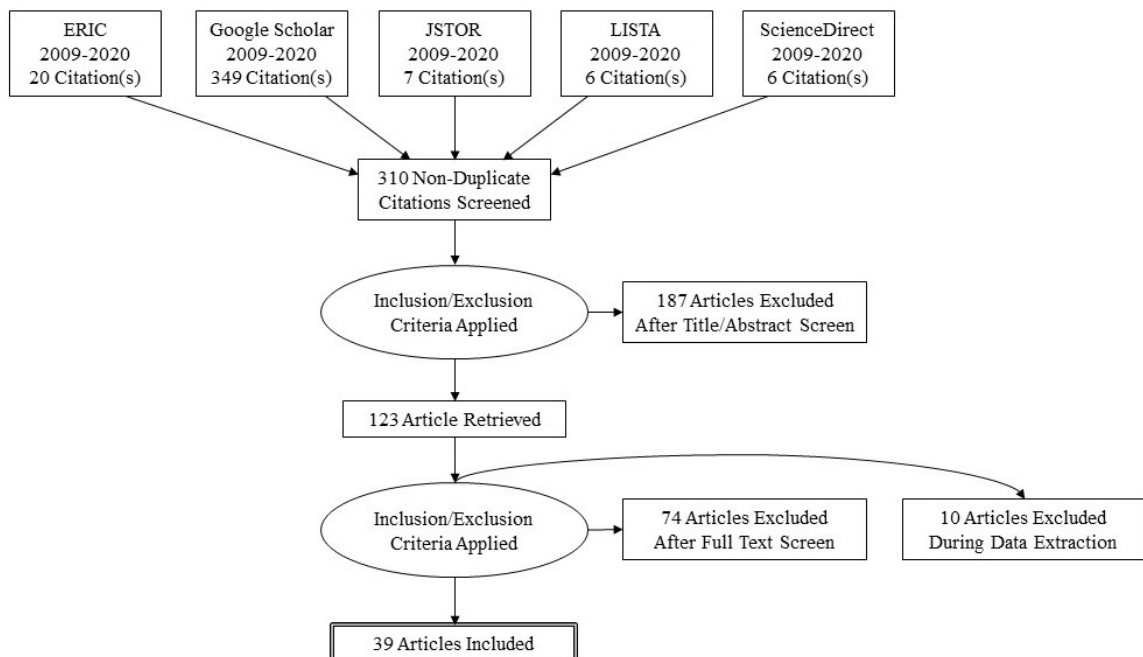 ERIC
2009-2020
20 Citation(s)
Google Scholar
2009-2020
349 Citation(s)
JSTOR
2009-2020
7 Citation(s)
LISTA
2009-2020
6 Citation(s)
ScienceDirect
2009-2020
6 Citation(s)
310 Non-Duplicate
Citations Screened
Inclusion/Exclusion
Criteria Applied
187 Articles Excluded
After Title/Abstract Screen
123 Article Retrieved
Inclusion/Exclusion
Criteria Applied
74 Articles Excluded
After Full Text Screen
10 Articles Excluded
During Data Extraction
39 Articles Included